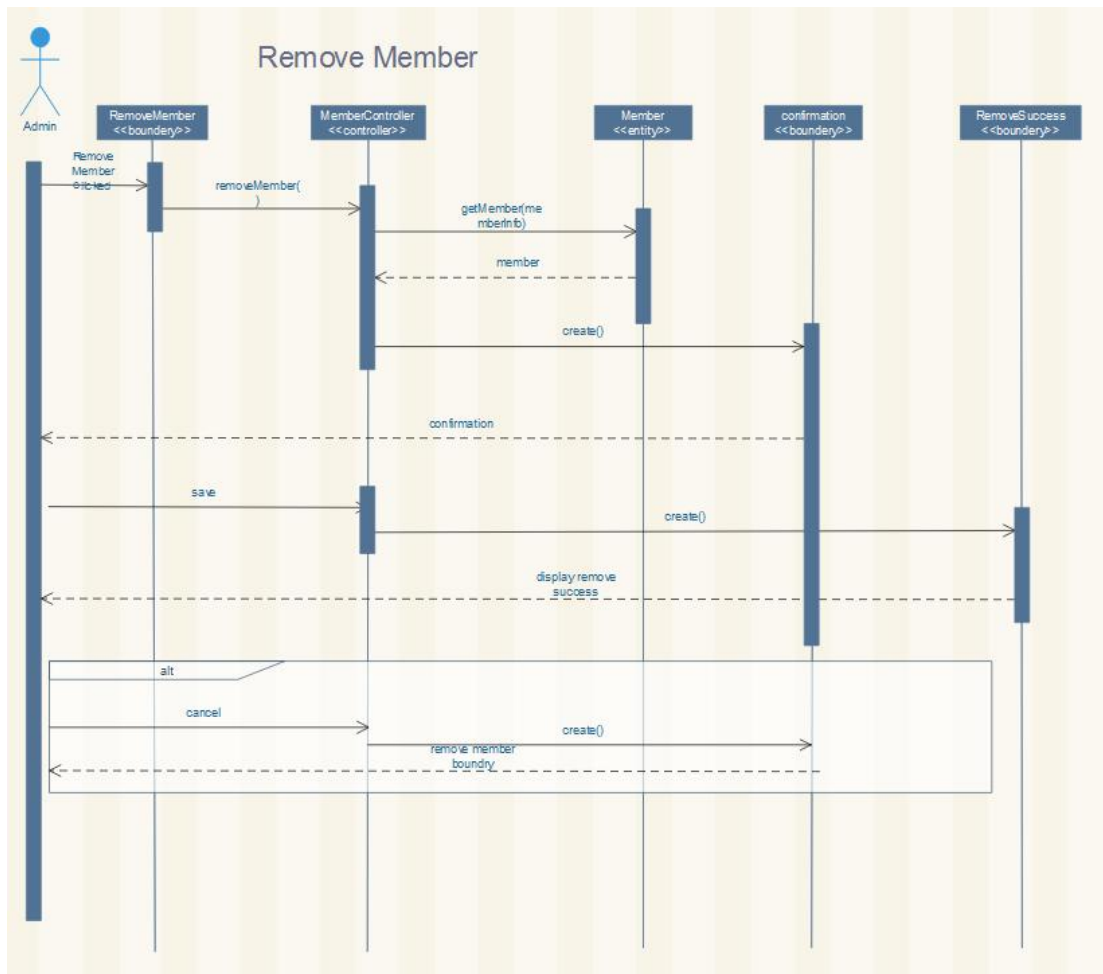 Remove Member
Admin
RemoveMember
<<boundery>>
MemberController
<<controller>>
Member
<<entity>>
confirmation
<<boundery>>
RemoveSuccess
<<boundery>>
Remove
Member
Clicked
removeMember(
)
getMember(me
mberInfo)
member
create()
confirmation
save
create()
display remove
success
alt
cancel
create()
remove member
boundry